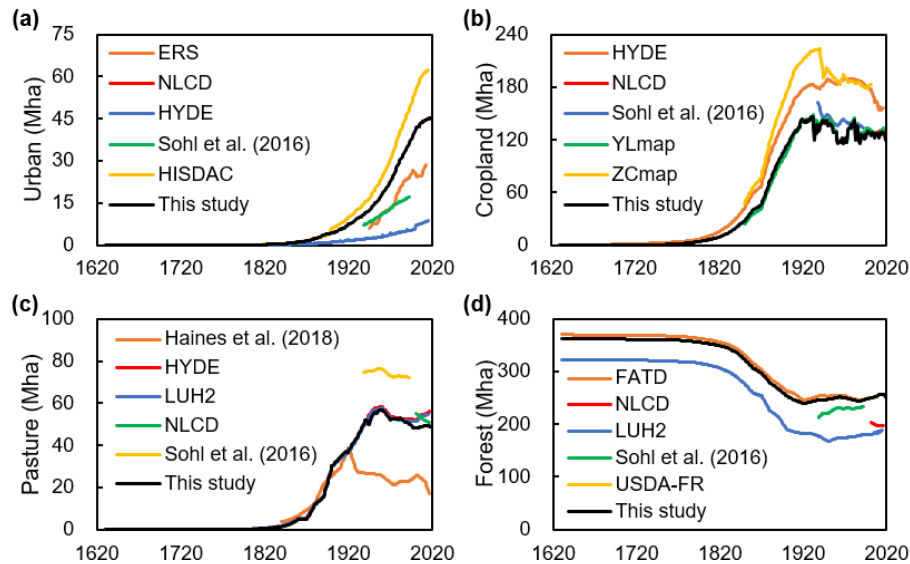 (a)
75
60
45
30
15
0
Urban (Mha)
ERS
NLCD
HYDE
Sohl et al. (2016)
HISDAC
This study
1620 1720 1820 1920 2020
(b)
240
180
120
60
0
Cropland (Mha)
HYDE
NLCD
Sohl et al. (2016)
YLmap
ZCmap
This study
1620 1720 1820 1920 2020
(c)
100
80
60
40
20
0
Pasture (Mha)
Haines et al. (2018)
HYDE
LUH2
NLCD
Sohl et al. (2016)
This study
1620 1720 1820 1920 2020
(d)
400
300
200
100
0
Forest (Mha)
FATD
NLCD
LUH2
Sohl et al. (2016)
USDA-FR
This study
1620 1720 1820 1920 2020